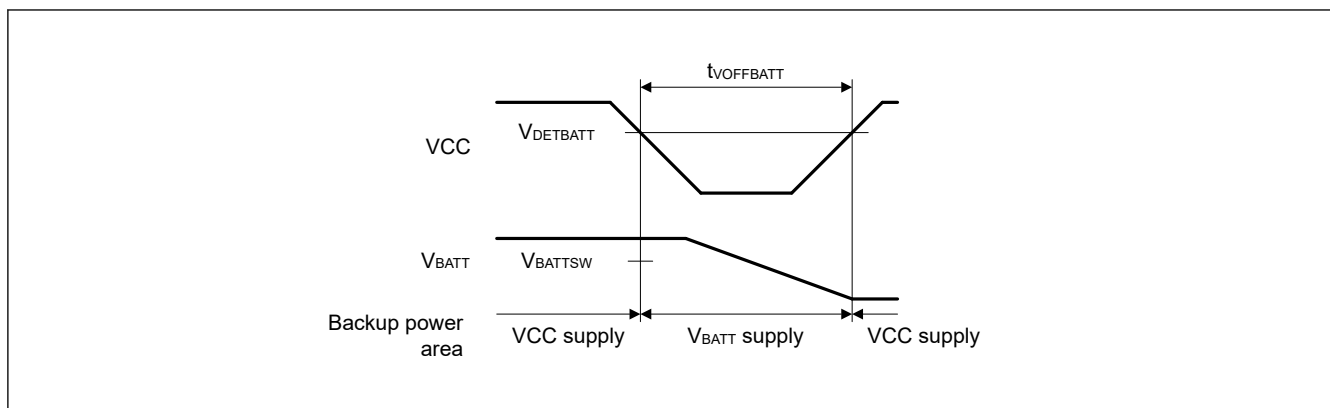 tVOFFBATT
VDETBATT
VCC
VBATT
VBATTSW
Backup power
area
VCC supply
VBATT supply
VCC supply